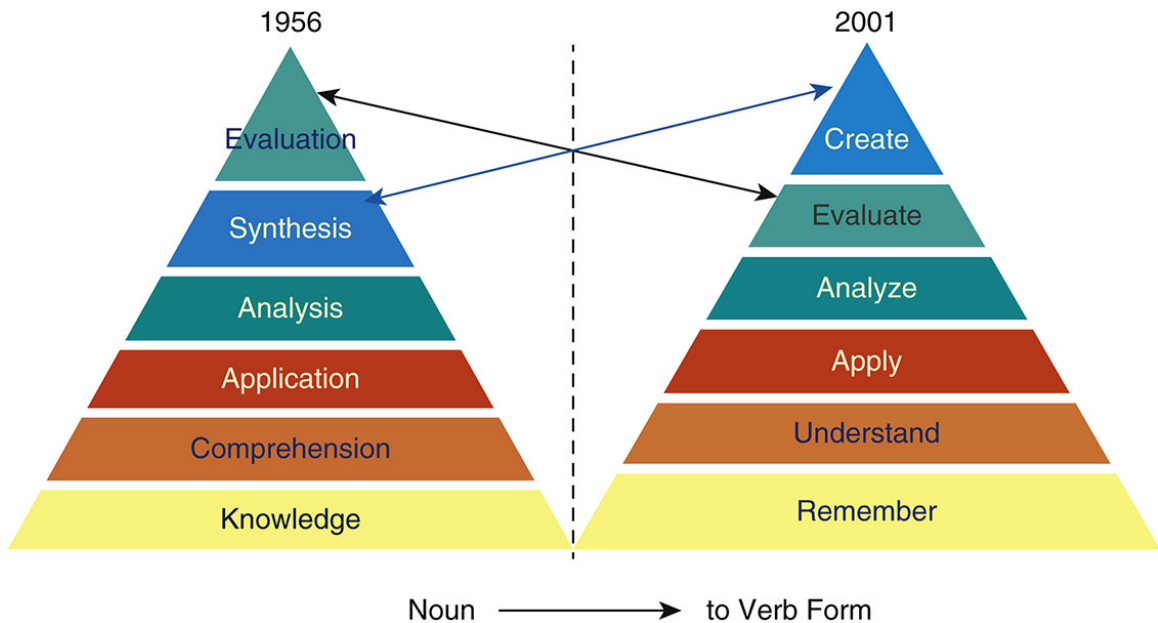 1956
Evaluation
Synthesis
Analysis
Application
Comprehension
Knowledge
2001
Create
Evaluate
Analyze
Apply
Understand
Remember
Noun to Verb Form